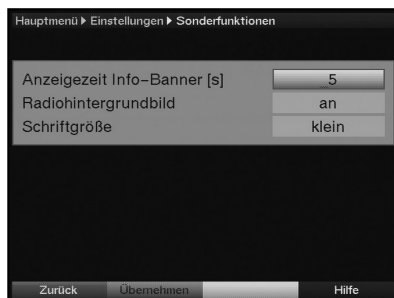 Hauptmenü ▸ Einstellungen ▸ Sonderfunktionen
Anzeigezeit Info-Banner [s] _5
Radiohintergrundbild an
Schriftgröße klein
Zurück Übernehmen Hilfe